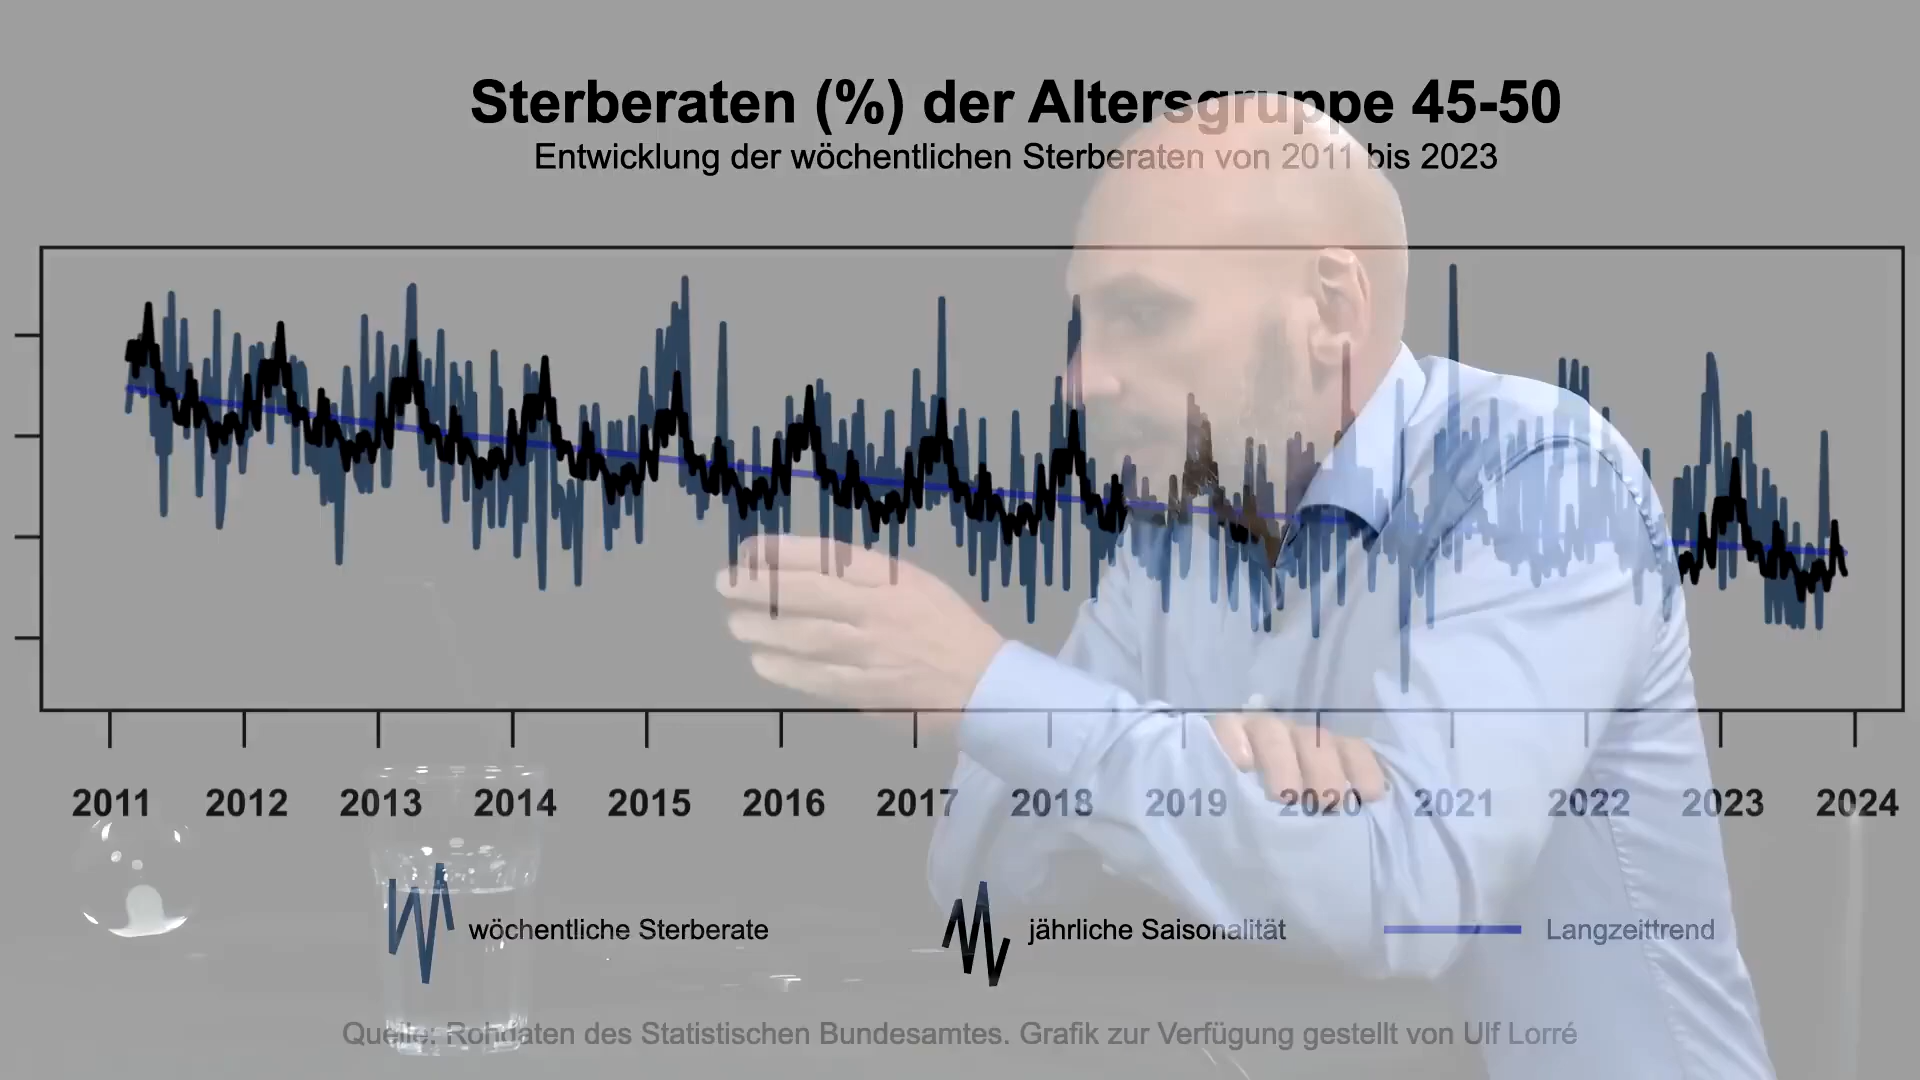 Sterberaten (%) der Altersgruppe 45-50
Entwicklung der wöchentlichen Sterberaten von 2011 bis 2023
2011 2012 2013 2014 2015 2016 2017 2018 2019 2020 2021 2022 2023 2024
wöchentliche Sterberate jährliche Saisonalität Langzeittrend
Quelle: Rohdaten des Statistischen Bundesamtes. Grafik zur Verfügung gestellt von Ulf Lorré